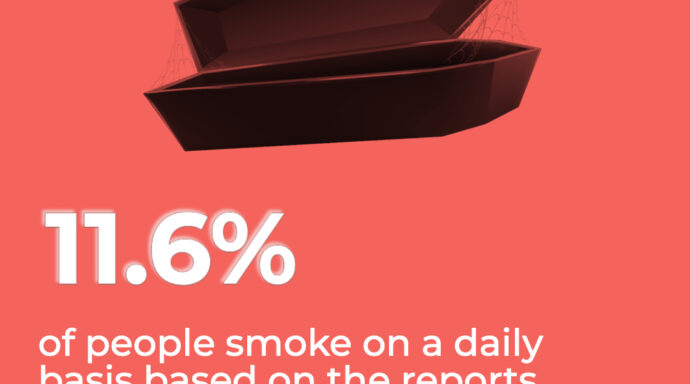 11.6%
of people smoke on a daily
basis based on the reports